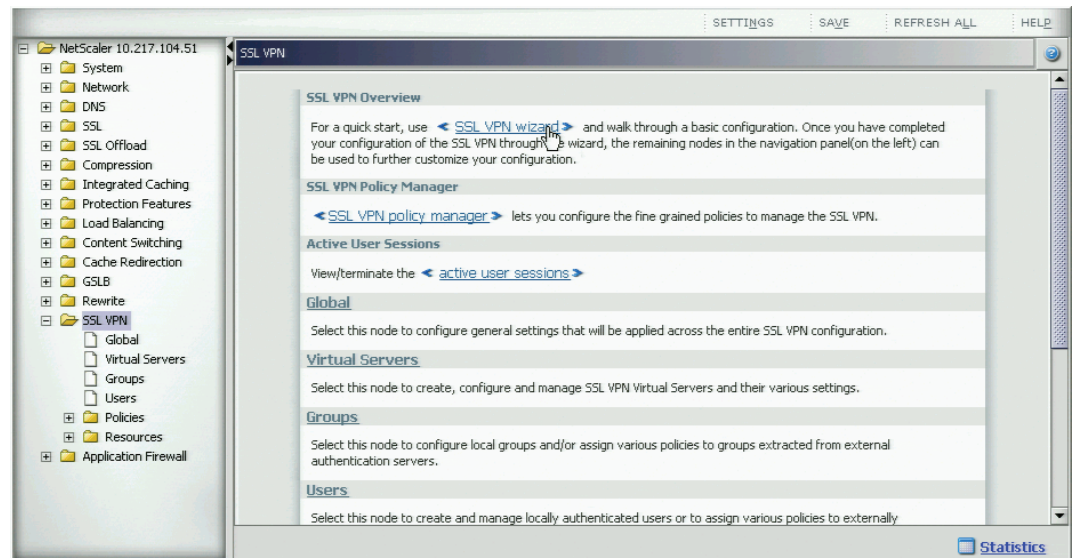 SETTINGS SAVE REFRESH ALL HELP
NetScaler 10.217.104.51
System
Network
DNS
SSL
SSL Offload
Compression
Integrated Caching
Protection Features
Load Balancing
Content Switching
Cache Redirection
GSLB
Rewrite
SSL VPN
Global
Virtual Servers
Groups
Users
Policies
Resources
Application Firewall
SSL VPN
SSL VPN Overview
For a quick start, use < SSL VPN wizard > and walk through a basic configuration. Once you have completed
your configuration of the SSL VPN through wizard, the remaining nodes in the navigation panel(on the left) can
be used to further customize your configuration.
SSL VPN Policy Manager
< SSL VPN policy manager > lets you configure the fine grained policies to manage the SSL VPN.
Active User Sessions
View/terminate the < active user sessions >
Global
Select this node to configure general settings that will be applied across the entire SSL VPN configuration.
Virtual Servers
Select this node to create, configure and manage SSL VPN Virtual Servers and their various settings.
Groups
Select this node to configure local groups and/or assign various policies to groups extracted from external
authentication servers.
Users
Select this node to create and manage locally authenticated users or to assign various policies to externally
Statistics